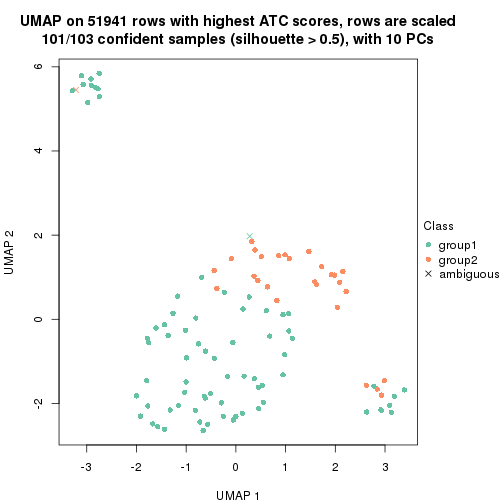 UMAP on 51941 rows with highest ATC scores, rows are scaled
101/103 confident samples (silhouette > 0.5), with 10 PCs
6
4
2
0
-2
UMAP 2
-3
-2
-1
0
1
2
3
UMAP 1
Class
group1
group2
ambiguous